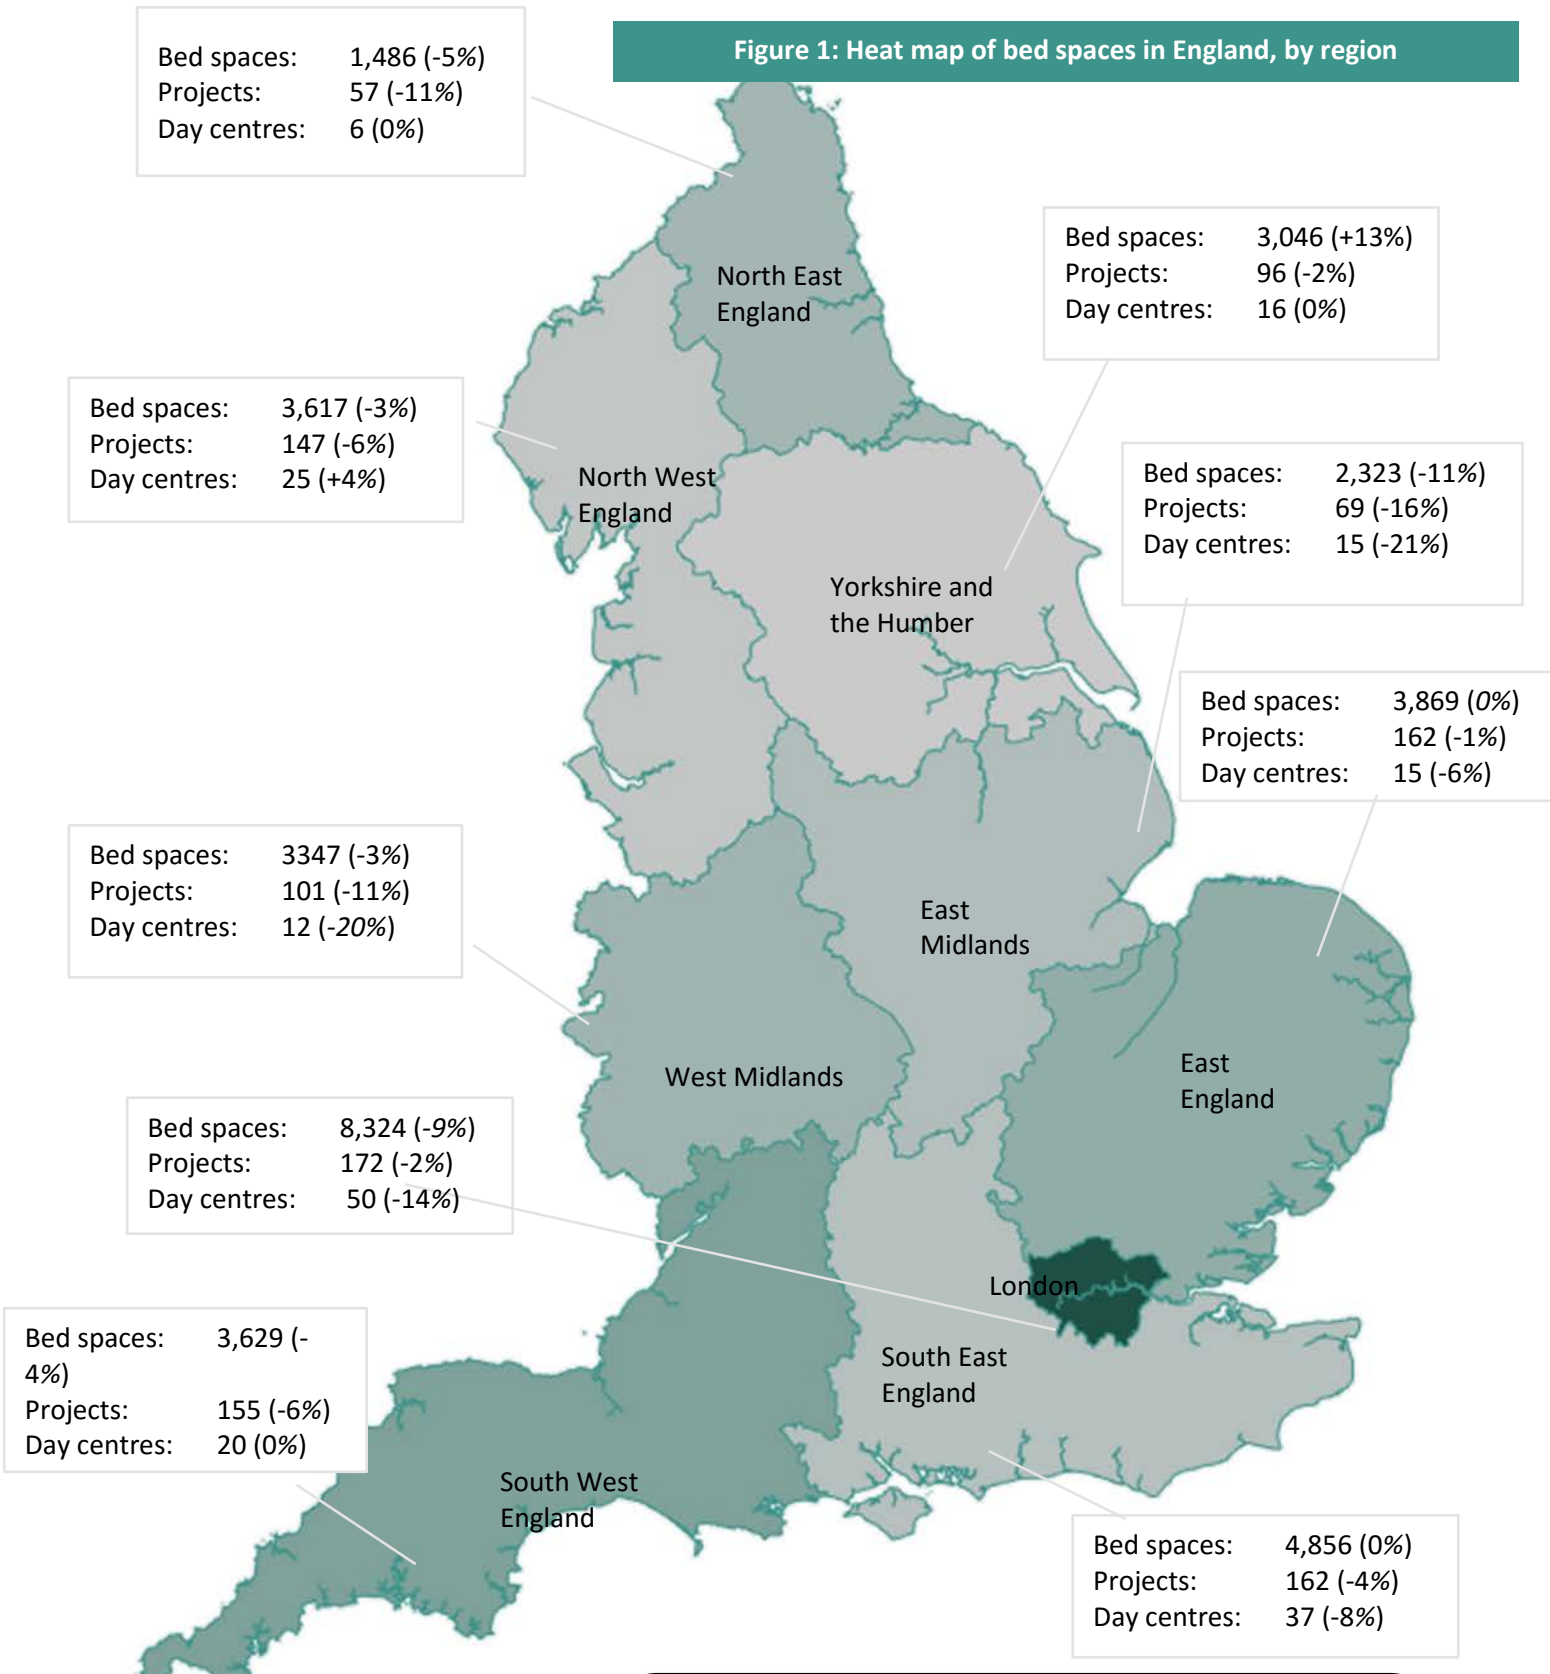 Figure 1: Heat map of bed spaces in England, by region
Bed spaces: 1,486 (-5%)
Projects: 57 (-11%)
Day centres: 6 (0%)
Bed spaces: 3,046 (+13%)
Projects: 96 (-2%)
Day centres: 16 (0%)
North East
England
Bed spaces: 3,617 (-3%)
Projects: 147 (-6%)
Day centres: 25 (+4%)
North West
England
Bed spaces: 2,323 (-11%)
Projects: 69 (-16%)
Day centres: 15 (-21%)
Yorkshire and
the Humber
Bed spaces: 3,869 (0%)
Projects: 162 (-1%)
Day centres: 15 (-6%)
Bed spaces: 3347 (-3%)
Projects: 101 (-11%)
Day centres: 12 (-20%)
East
Midlands
West Midlands
East
England
Bed spaces: 8,324 (-9%)
Projects: 172 (-2%)
Day centres: 50 (-14%)
London
Bed spaces: 3,629 (-
4%)
Projects: 155 (-6%)
Day centres: 20 (0%)
South East
England
South West
England
Bed spaces: 4,856 (0%)
Projects: 162 (-4%)
Day centres: 37 (-8%)